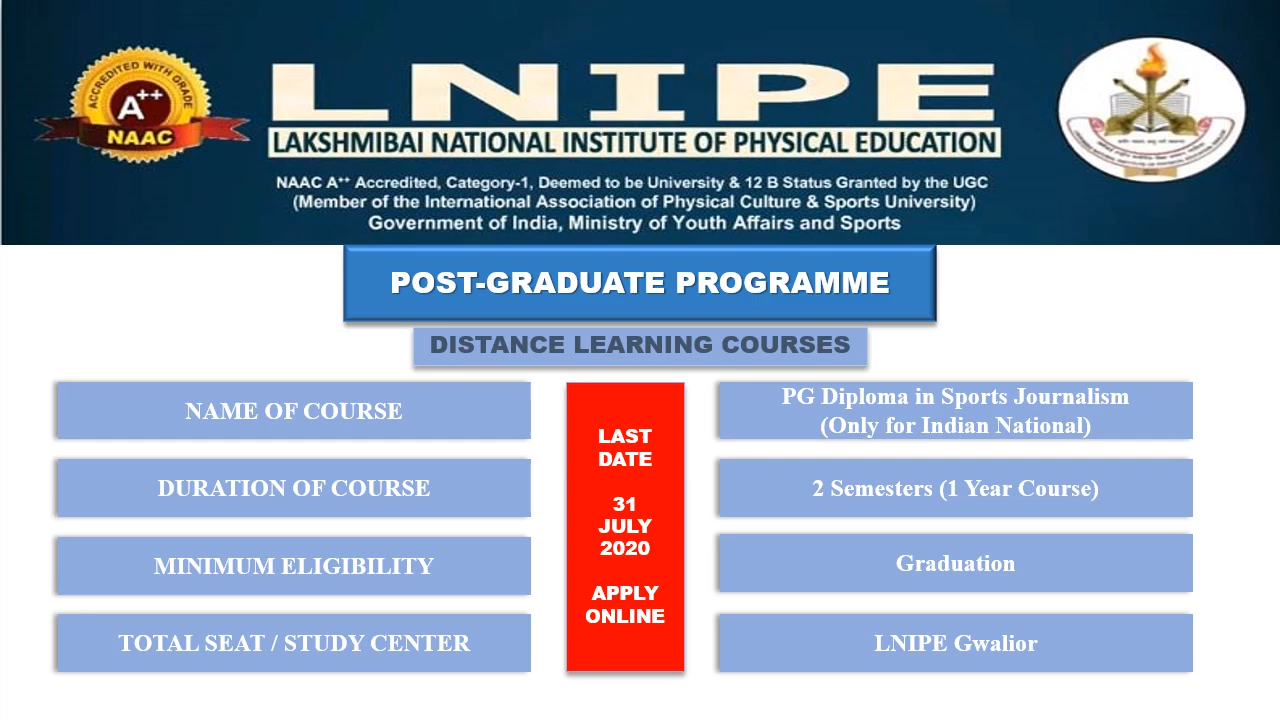 ACCREDITED WITH GRADE
A++
NAAC
LNIPE
LAKSHMIBAI NATIONAL INSTITUTE OF PHYSICAL EDUCATION
NAAC A++ Accredited, Category-1, Deemed to be University & 12 B Status Granted by the UGC
(Member of the International Association of Physical Culture & Sports University)
Government of India, Ministry of Youth Affairs and Sports
POST-GRADUATE PROGRAMME
DISTANCE LEARNING COURSES
NAME OF COURSE
PG Diploma in Sports Journalism
(Only for Indian National)
DURATION OF COURSE
2 Semesters (1 Year Course)
MINIMUM ELIGIBILITY
Graduation
TOTAL SEAT / STUDY CENTER
LNIPE Gwalior
LAST
DATE
31
JULY
2020
APPLY
ONLINE